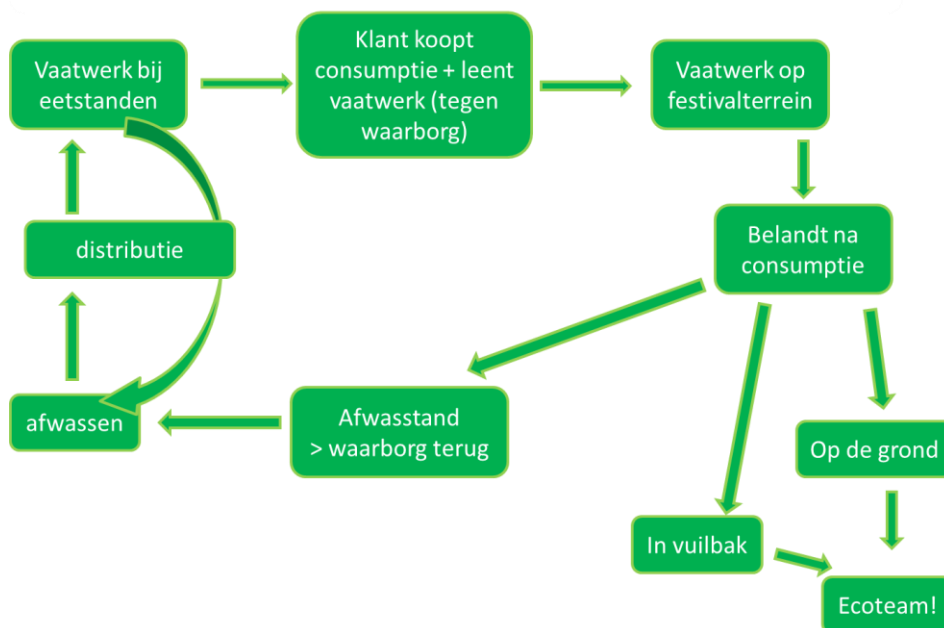 Vaatwerk bij
eetstanden
Klant koopt
consumptie + leent
vaatwerk (tegen
waarborg)
Vaatwerk op
festivalterrein
distributie
Belandt na
consumptie
afwassen
Afwasstand
> waarborg terug
Op de grond
In vuilbak
Ecoteam!